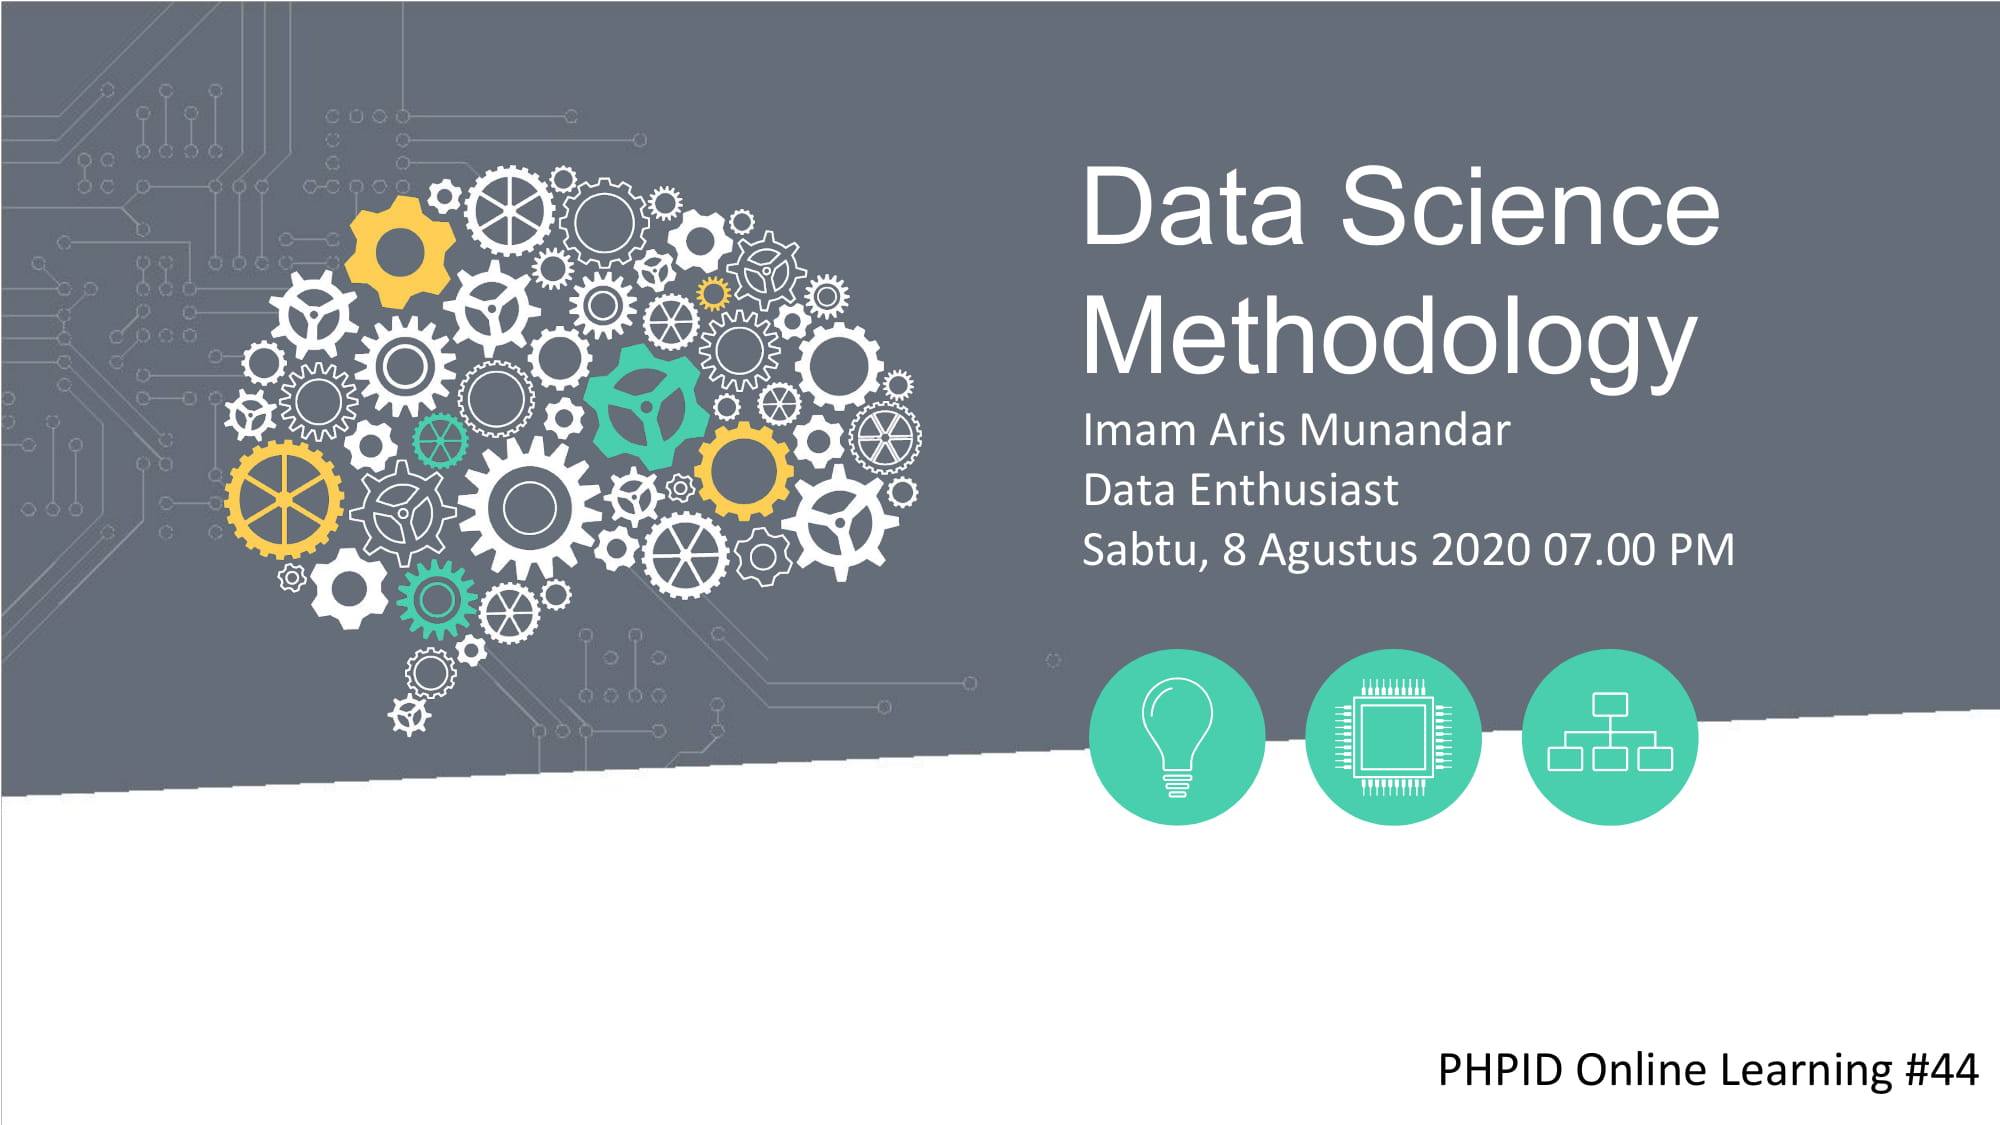 Data Science
Methodology
Imam Aris Munandar
Data Enthusiast
Sabtu, 8 Agustus 2020 07.00 PM
PHPID Online Learning #44